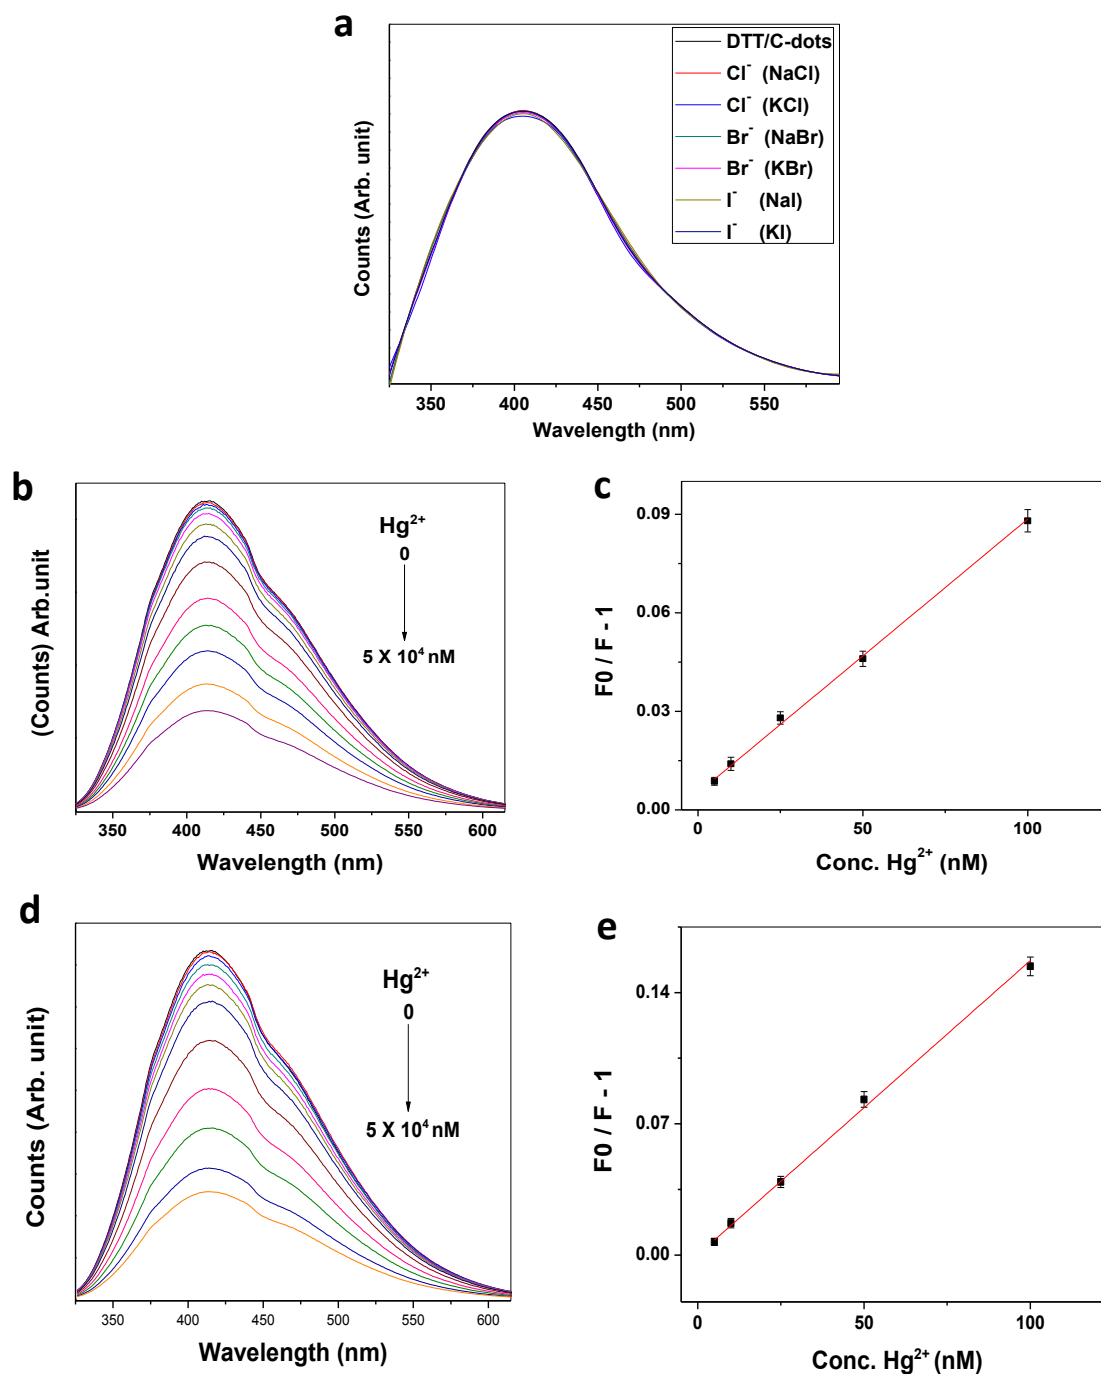 a
DTT/C-dots
Cl⁻ (NaCl)
Cl⁻ (KCl)
Br⁻ (NaBr)
Br⁻ (KBr)
I⁻ (NaI)
I⁻ (KI)
Counts (Arb. unit)
350 400 450 500 550
Wavelength (nm)
b
(Counts) Arb.unit
Hg²⁺
0
5 X 10⁴ nM
350 400 450 500 550 600
Wavelength (nm)
c
F0 / F - 1
0.09
0.06
0.03
0.00
0 50 100
Conc. Hg²⁺ (nM)
d
Counts (Arb. unit)
Hg²⁺
0
5 X 10⁴ nM
350 400 450 500 550 600
Wavelength (nm)
e
F0 / F - 1
0.14
0.07
0.00
0 50 100
Conc. Hg²⁺ (nM)